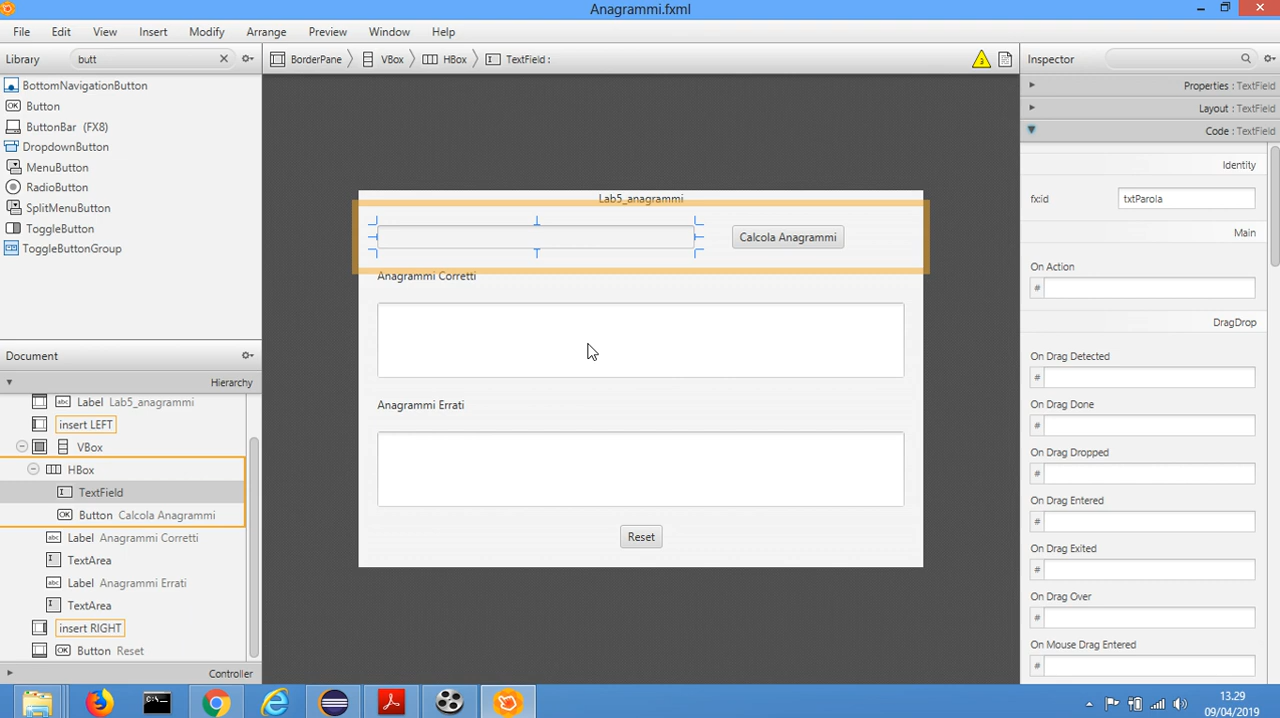 Anagrammi.fxml
File Edit View Insert Modify Arrange Preview Window Help
Library butt
BorderPane VBox HBox TextField :
3
Inspector
BottomNavigationButton
Button
ButtonBar (FX8)
DropdownButton
MenuButton
RadioButton
SplitMenuButton
ToggleButton
ToggleButtonGroup
Document
Hierarchy
Label Lab5_anagrammi
insert LEFT
VBox
HBox
TextField
OK Button Calcola Anagrammi
abc Label Anagrammi Corretti
TextArea
abc Label Anagrammi Errati
TextArea
insert RIGHT
OK Button Reset
Controller
Lab5_anagrammi
Calcola Anagrammi
Anagrammi Corretti
Anagrammi Errati
Reset
Properties : TextField
Layout : TextField
Code : TextField
Identity
fx:id txtParola
Main
On Action
#
DragDrop
On Drag Detected
#
On Drag Done
#
On Drag Dropped
#
On Drag Entered
#
On Drag Exited
#
On Drag Over
#
On Mouse Drag Entered
#
13.29
09/04/2019